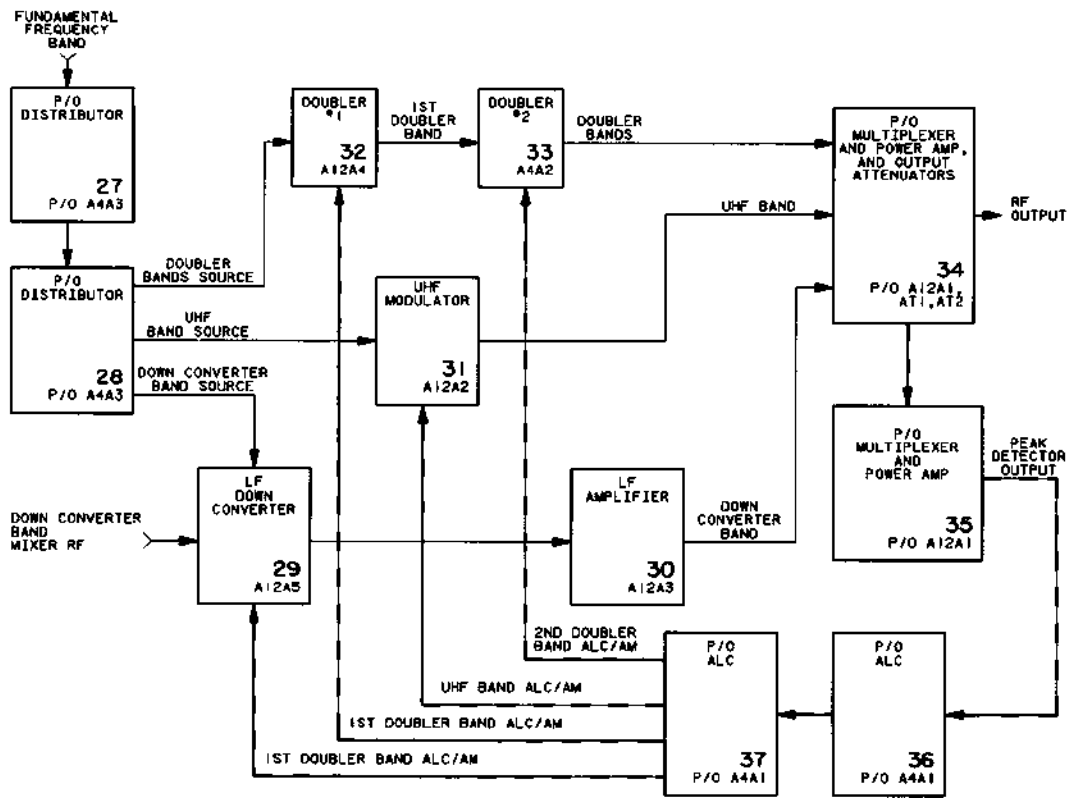 FUNDAMENTAL
FREQUENCY
BAND
P/O
DISTRIBUTOR
27
P/O A4A3
DOUBLER
#1
32
A12A4
1ST
DOUBLER
BAND
DOUBLER
#2
33
A4A2
DOUBLER
BANDS
P/O
MULTIPLEXER
AND POWER AMP,
AND OUTPUT
ATTENUATORS
34
P/O A12A1,
AT1,AT2
RF
OUTPUT
UHF BAND
P/O
DISTRIBUTOR
28
P/O A4A3
DOUBLER
BANDS SOURCE
UHF
BAND SOURCE
DOWN CONVERTER
BAND SOURCE
UHF
MODULATOR
31
A12A2
P/O
MULTIPLEXER
AND
POWER AMP
35
P/O A12A1
PEAK
DETECTOR
OUTPUT
DOWN CONVERTER
BAND
MIXER RF
LF
DOWN
CONVERTER
29
A12A5
LF
AMPLIFIER
30
A12A3
DOWN
CONVERTER
BAND
2ND DOUBLER
BAND ALC/AM
UHF BAND ALC/AM
1ST DOUBLER BAND ALC/AM
1ST DOUBLER BAND ALC/AM
P/O
ALC
37
P/O A4A1
P/O
ALC
36
P/O A4A1